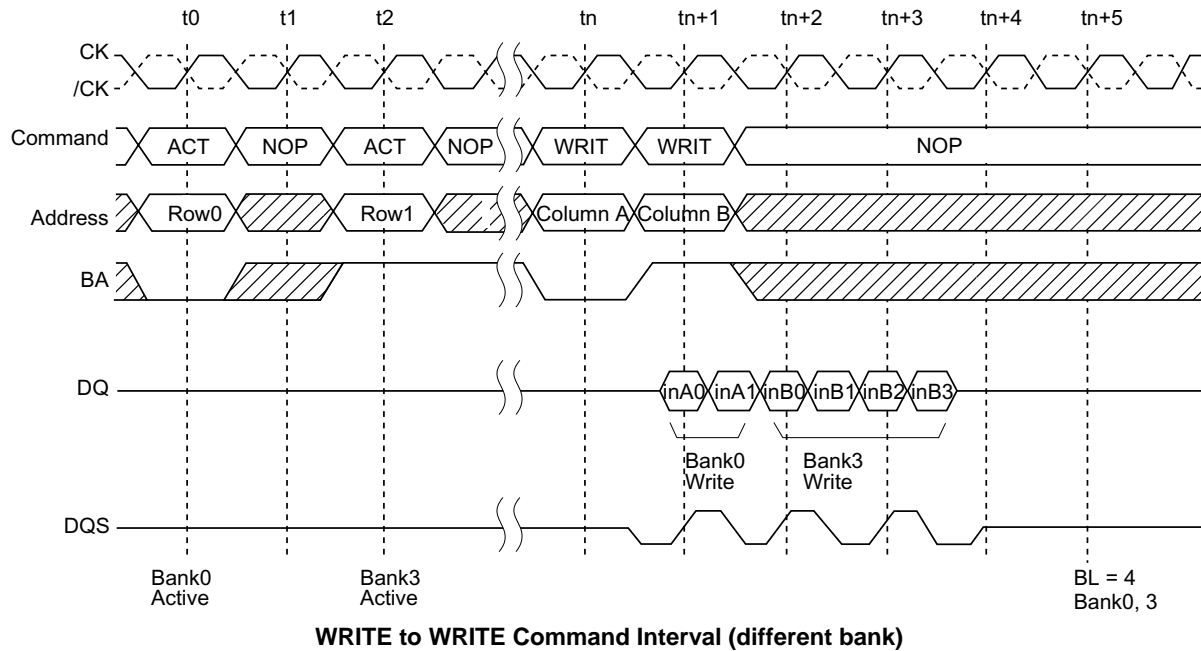 t0 t1 t2 tn tn+1 tn+2 tn+3 tn+4 tn+5
CK
/CK
Command ACT NOP ACT NOP WRIT WRIT NOP
Address Row0 Row1 Column A Column B
BA
DQ inA0 inA1 inB0 inB1 inB2 inB3
Bank0 Bank3
Write Write
DQS
Bank0 Bank3 BL = 4
Active Active Bank0, 3
WRITE to WRITE Command Interval (different bank)